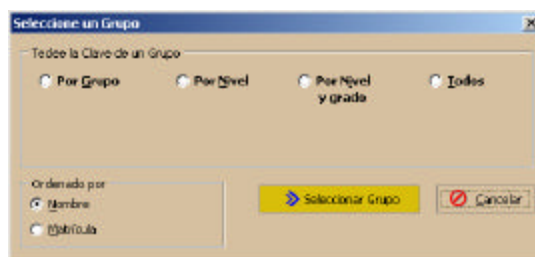 Seleccione un Grupo
Teclee la Clave de un Grupo
Por Grupo Por Nivel Por Nivel y grado Todos
Ordenado por
Nombre
Matrícula
Seleccionar Grupo Cancelar